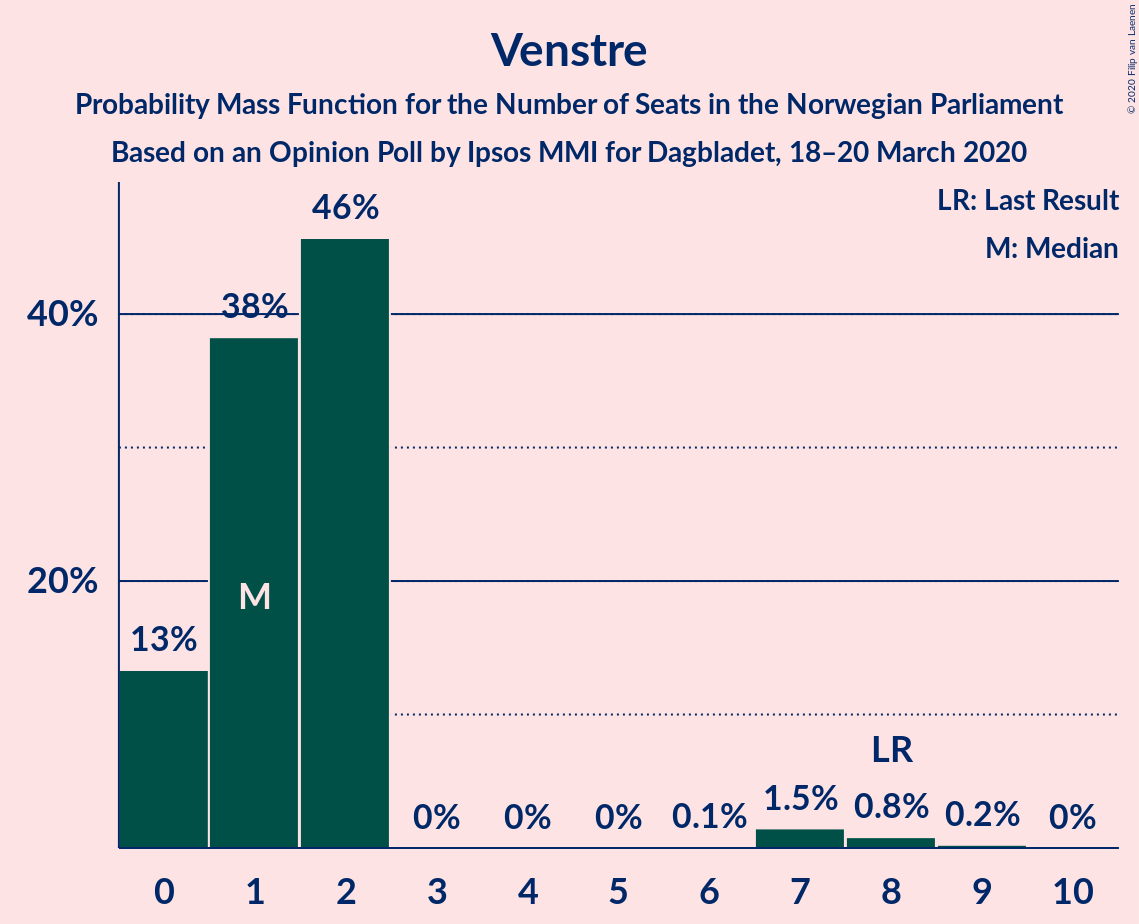 Venstre
Probability Mass Function for the Number of Seats in the Norwegian Parliament
Based on an Opinion Poll by Ipsos MMI for Dagbladet, 18–20 March 2020
© 2020 Filip van Laenen
LR: Last Result
M: Median
46%
38%
40%
20%
M
13%
LR
0%
0%
0%
0.1%
1.5%
0.8%
0.2%
0%
0 1 2 3 4 5 6 7 8 9 10